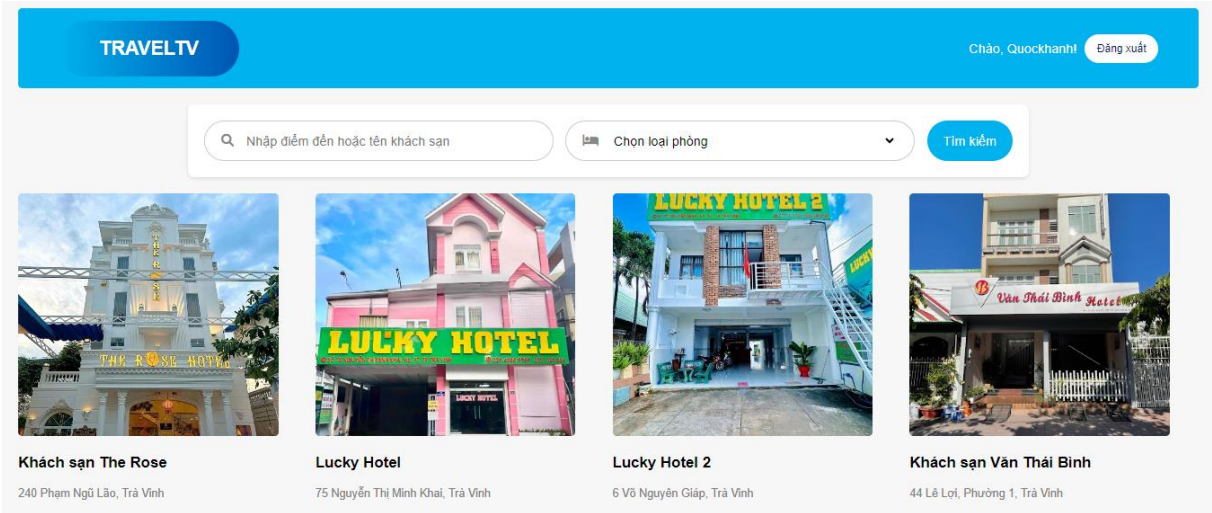 TRAVELTV
Chào, Quockhanh! Đăng xuất
Nhập điểm đến hoặc tên khách sạn Chọn loại phòng Tìm kiếm
THE ROSE
THE ROSE HOTEL
LUCKY HOTEL
LUCKY HOTEL
LUCKY HOTEL 2
LUCKY
Văn Thái Bình Hotel
Khách sạn The Rose
240 Phạm Ngũ Lão, Trà Vinh
Lucky Hotel
75 Nguyễn Thị Minh Khai, Trà Vinh
Lucky Hotel 2
6 Võ Nguyên Giáp, Trà Vinh
Khách sạn Văn Thái Bình
44 Lê Lợi, Phường 1, Trà Vinh